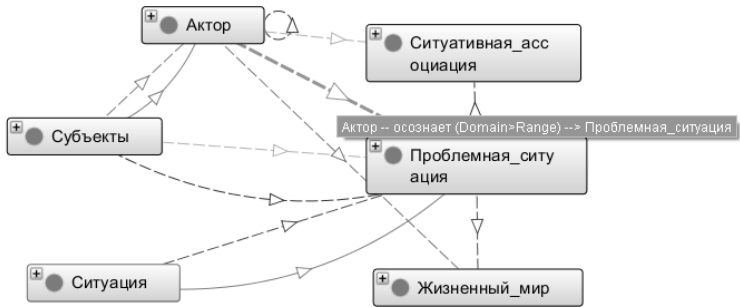 Актор
Ситуативная_асс
оциация
Актор -- осознает (Domain>Range) --> Проблемная_ситуация
Субъекты
Проблемная_ситу
ация
Ситуация
Жизненный_мир